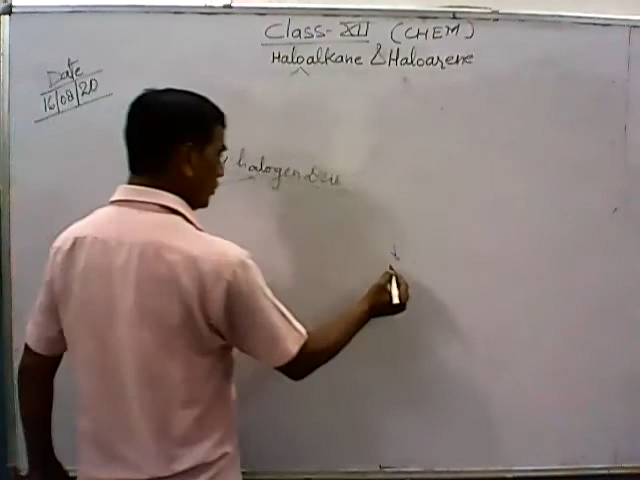 Class-XII (CHEM)
Haloalkane & Haloarene
Date
16/08/20
halogen